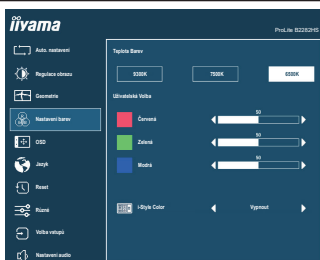 iiyama
ProLite B2282HS
Auto. nastavení
Teplota Barev
Regulace obrazu
9300K 7500K 6500K
Geometrie
Uživatelská Volba
Nastavení barev
Červená 50
OSD
Zelená 50
Jazyk
Modrá 50
Reset
Různé
i-Style Color Vypnout
Volba vstupů
Nastavení audio